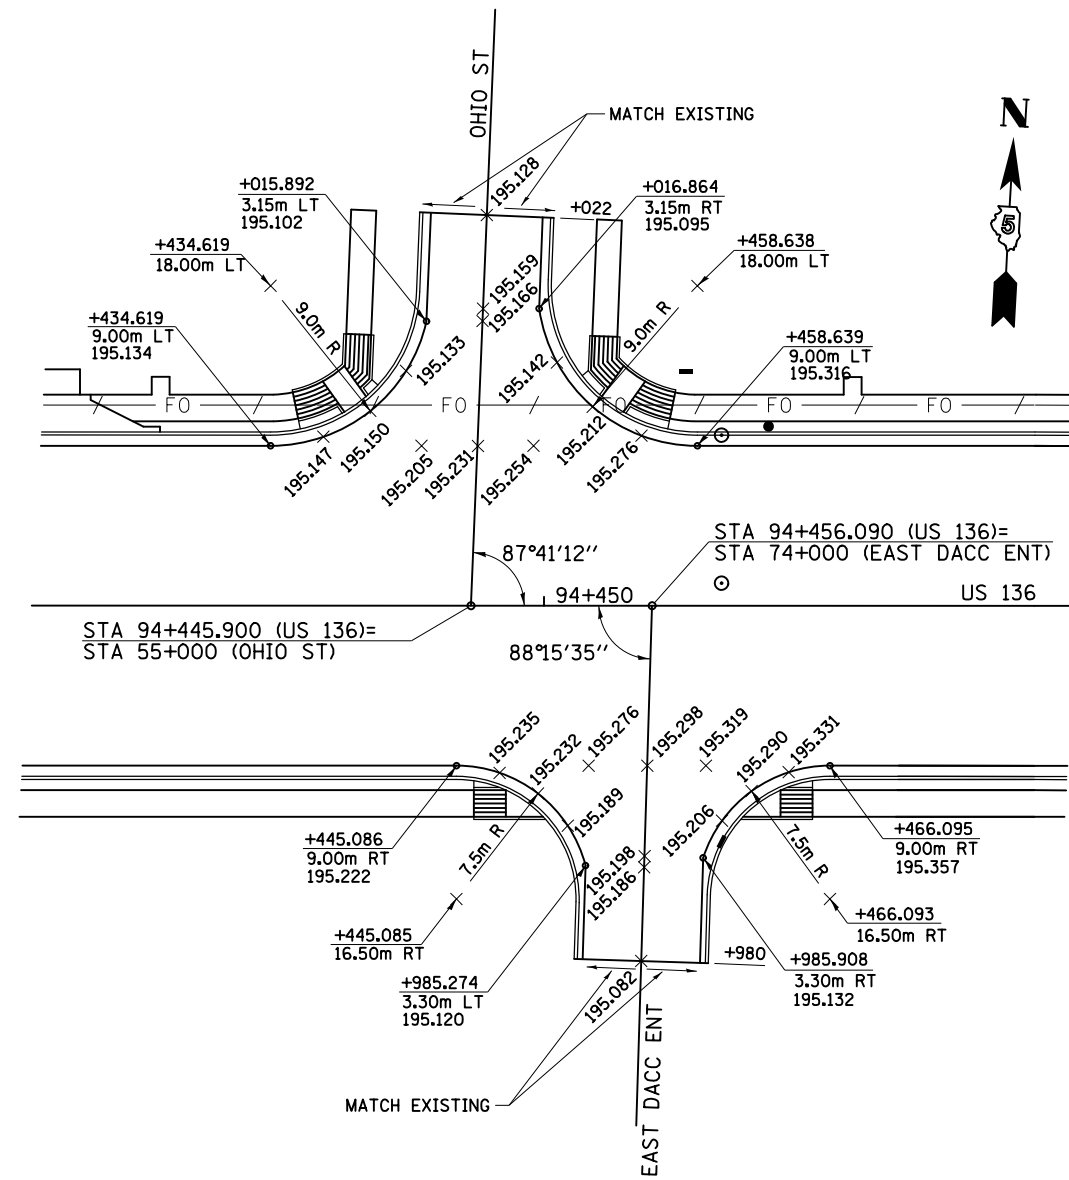 OHIO ST
MATCH EXISTING
N
5
195.128
+015.892
3.15m LT
195.102
+022
+016.864
3.15m RT
195.095
+434.619
18.00m LT
+458.638
18.00m LT
195.159
195.166
9.0m R
9.0m R
+434.619
9.00m LT
195.134
+458.639
9.00m LT
195.316
195.133
195.142
FO
FO
FO
FO
FO
195.147
195.150
195.205
195.231
195.254
195.212
195.276
STA 94+456.090 (US 136)=
STA 74+000 (EAST DACC ENT)
87°41'12''
94+450
US 136
STA 94+445.900 (US 136)=
STA 55+000 (OHIO ST)
88°15'35''
195.235
195.232
195.276
195.298
195.319
195.290
195.331
195.189
195.206
+445.086
9.00m RT
195.222
7.5m R
7.5m R
+466.095
9.00m RT
195.357
195.198
195.186
+445.085
16.50m RT
+466.093
16.50m RT
+985.274
3.30m LT
195.120
195.082
+980
+985.908
3.30m RT
195.132
MATCH EXISTING
EAST DACC ENT